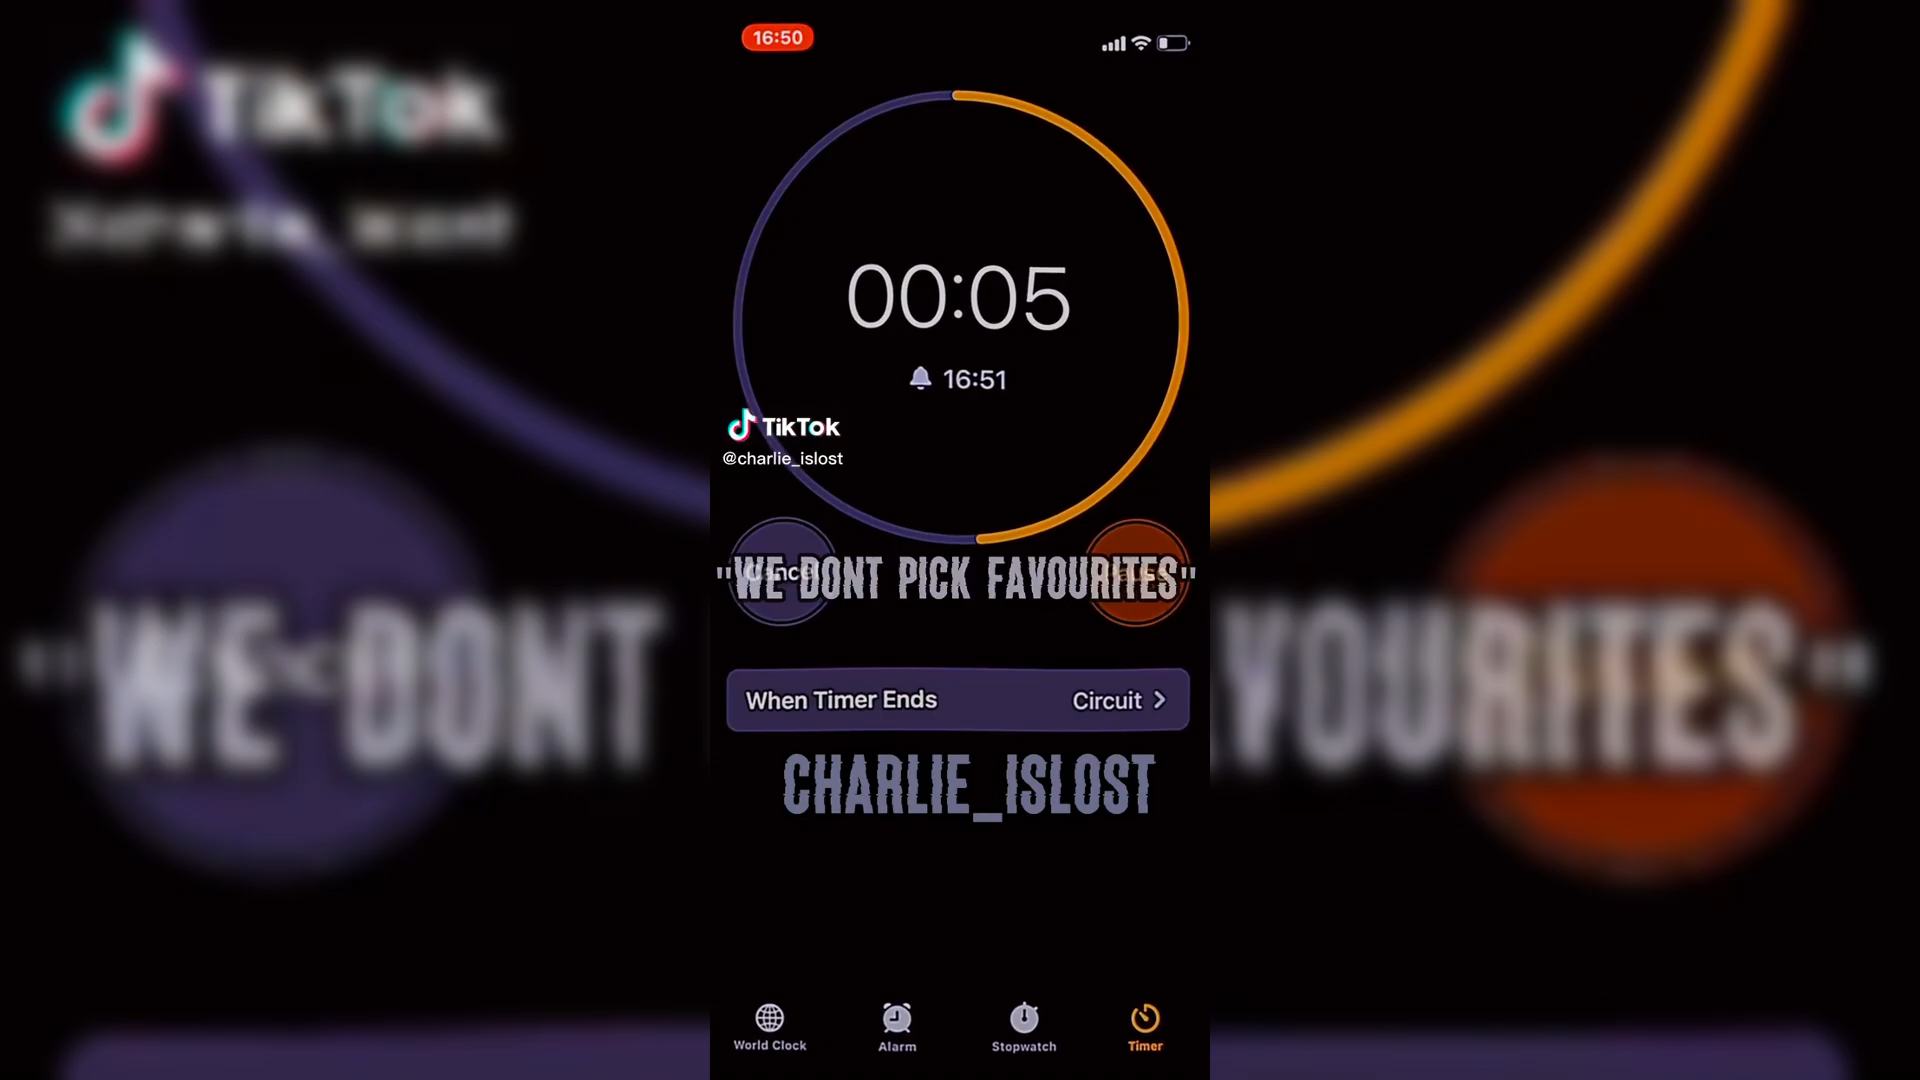 16:50
00:05
16:51
TikTok
@charlie_islost
Cancel
"WE DONT PICK FAVOURITES"
When Timer Ends
Circuit
CHARLIE_ISLOST
World Clock
Alarm
Stopwatch
Timer